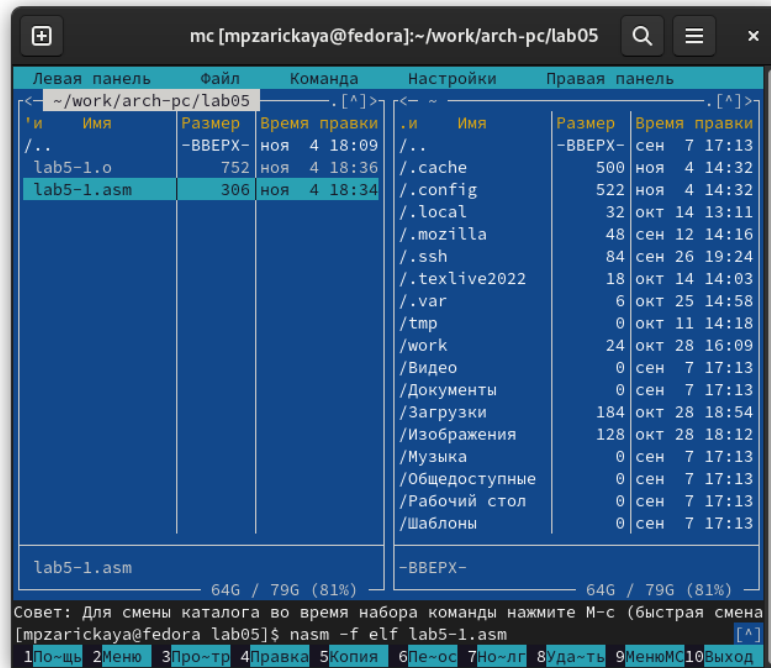 mc [mpzarickaya@fedora]:~/work/arch-pc/lab05
Левая панель Файл Команда Настройки Правая панель
<- ~/work/arch-pc/lab05 .[^]>
'и Имя Размер Время правки
/.. -ВВЕРХ- ноя 4 18:09
lab5-1.o 752 ноя 4 18:36
lab5-1.asm 306 ноя 4 18:34
lab5-1.asm
64G / 79G (81%)
<- ~ .[^]>
.и Имя Размер Время правки
/.. -ВВЕРХ- сен 7 17:13
/.cache 500 ноя 4 14:32
/.config 522 ноя 4 14:32
/.local 32 окт 14 13:11
/.mozilla 48 сен 12 14:16
/.ssh 84 сен 26 19:24
/.texlive2022 18 окт 14 14:03
/.var 6 окт 25 14:58
/tmp 0 окт 11 14:18
/work 24 окт 28 16:09
/Видео 0 сен 7 17:13
/Документы 0 сен 7 17:13
/Загрузки 184 окт 28 18:54
/Изображения 128 окт 28 18:12
/Музыка 0 сен 7 17:13
/Общедоступные 0 сен 7 17:13
/Рабочий стол 0 сен 7 17:13
/Шаблоны 0 сен 7 17:13
-ВВЕРХ-
64G / 79G (81%)
Совет: Для смены каталога во время набора команды нажмите M-c (быстрая смена
[mpzarickaya@fedora lab05]$ nasm -f elf lab5-1.asm [^]
1По~щь 2Меню 3Про~тр 4Правка 5Копия 6Пе~ос 7Но~лг 8Уда~ть 9МенюMC 10Выход